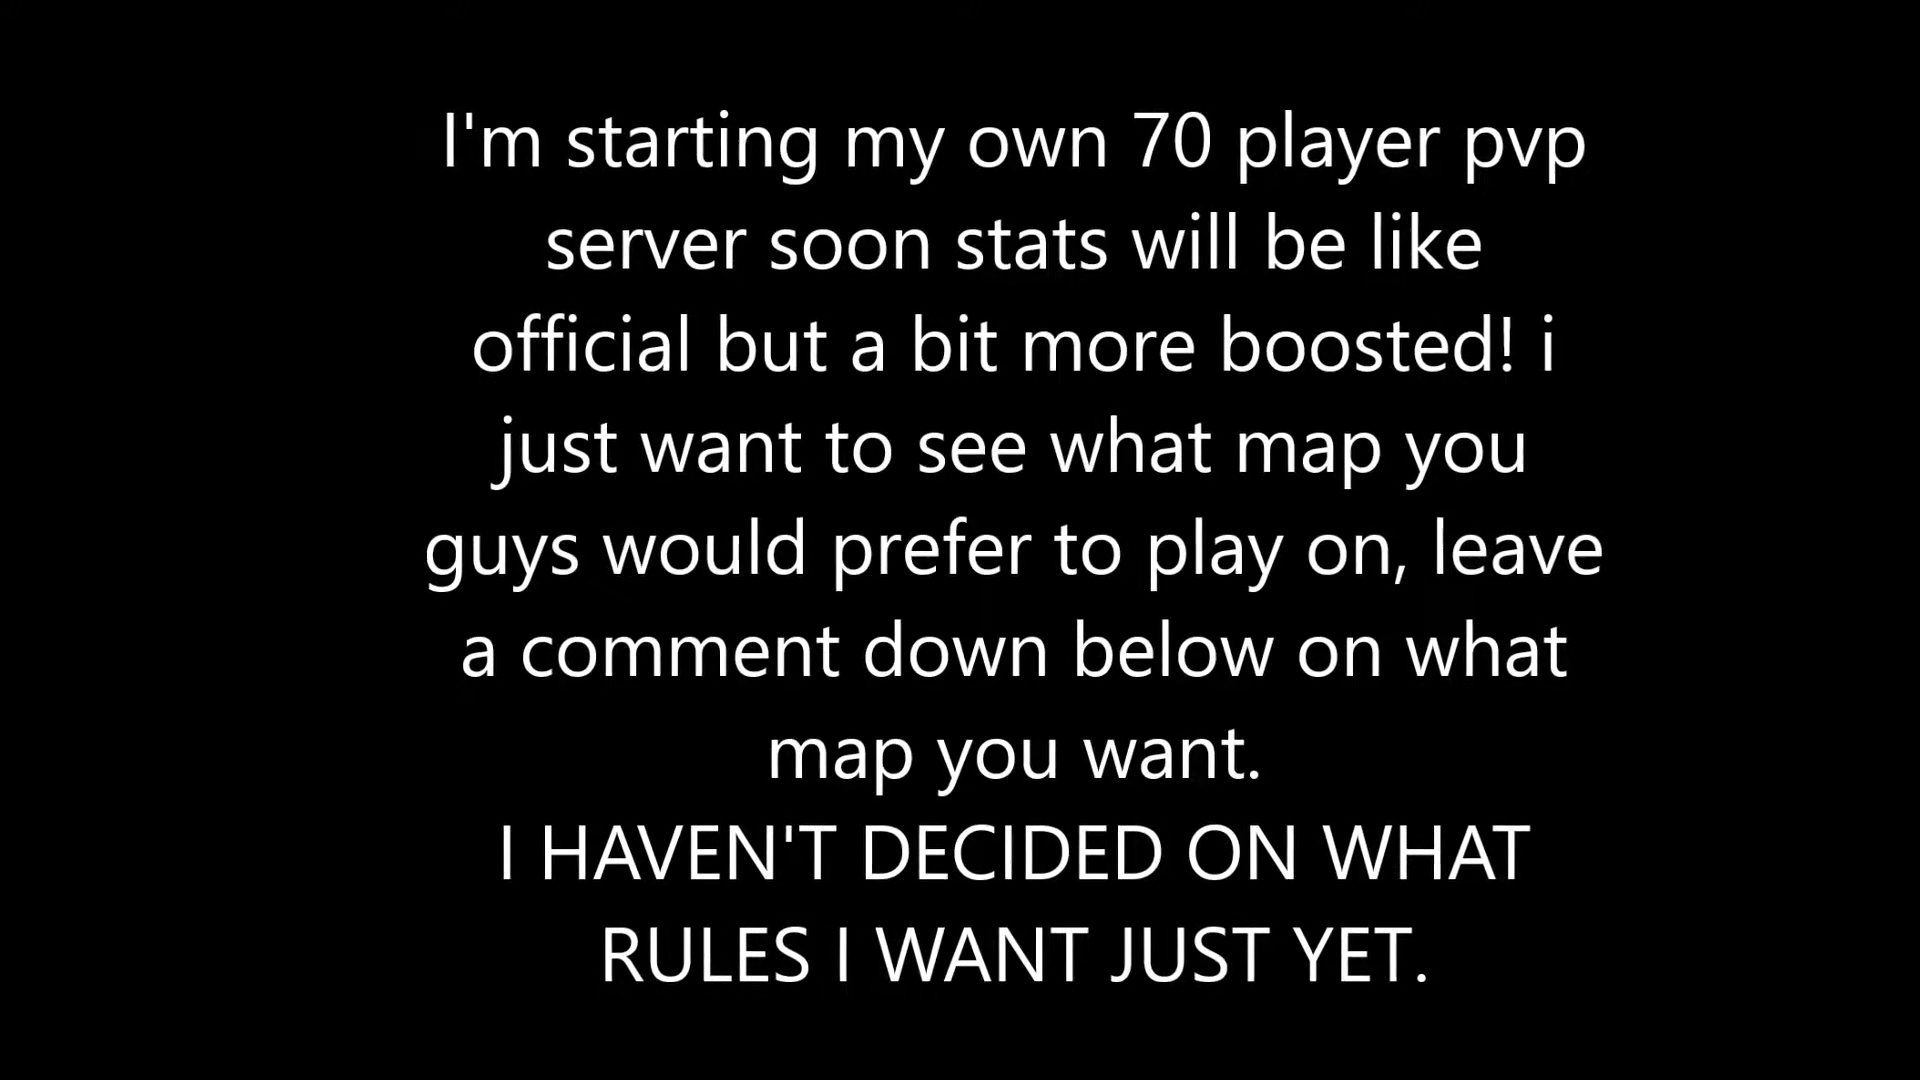 I'm starting my own 70 player pvp
server soon stats will be like
official but a bit more boosted! i
just want to see what map you
guys would prefer to play on, leave
a comment down below on what
map you want.
I HAVEN'T DECIDED ON WHAT
RULES I WANT JUST YET.